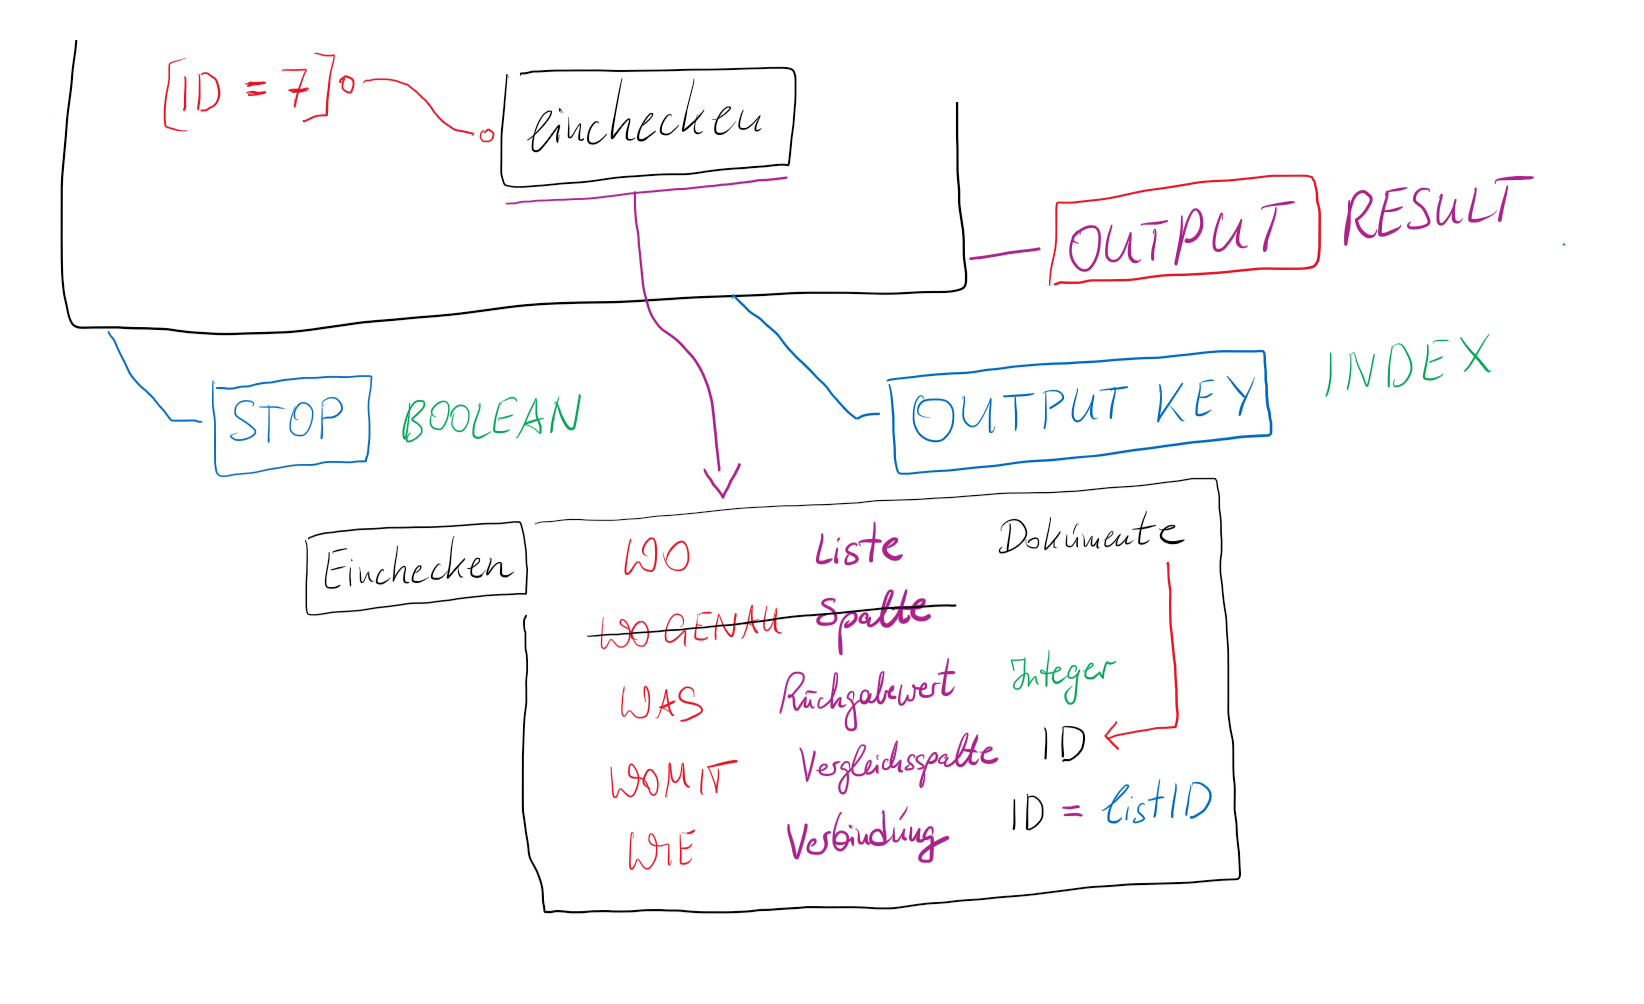 [ID = 7]
einchecken
OUTPUT RESULT
STOP BOOLEAN
OUTPUT KEY INDEX
Einchecken
WO Liste Dokumente
WO GENAU Spalte
WAS Rückgabewert Integer
WOMIT Vergleichsspalte ID
WIE Verbindung ID = listID